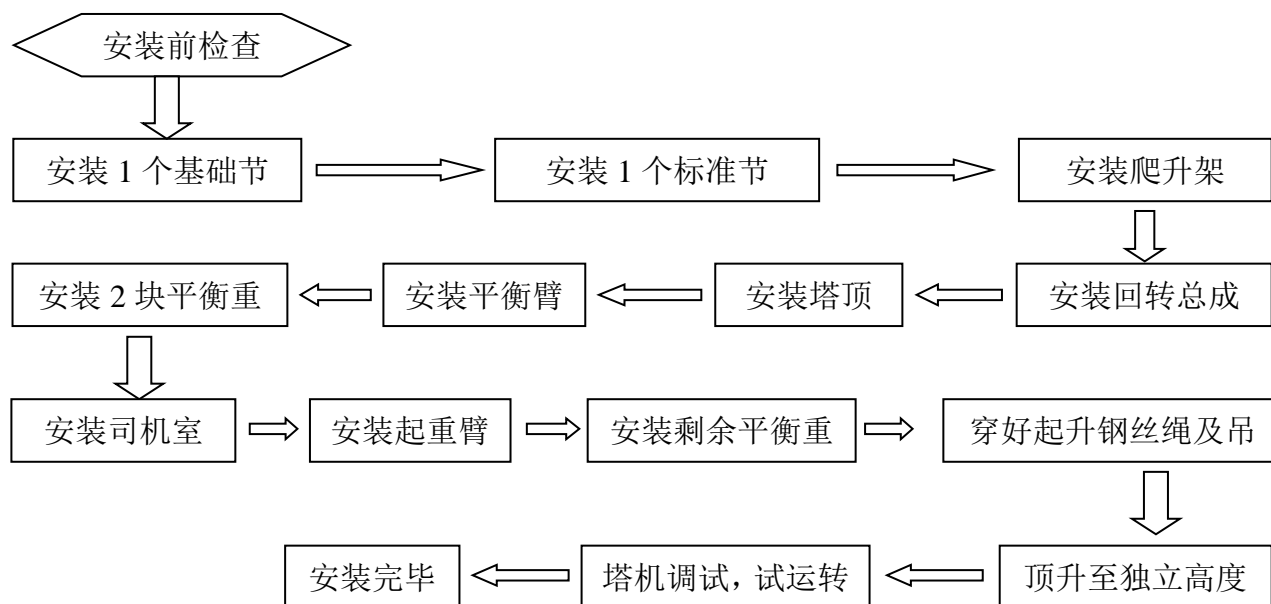 安装前检查
安装 1 个基础节
安装 1 个标准节
安装爬升架
安装回转总成
安装塔顶
安装平衡臂
安装 2 块平衡重
安装司机室
安装起重臂
安装剩余平衡重
穿好起升钢丝绳及吊
顶升至独立高度
塔机调试，试运转
安装完毕